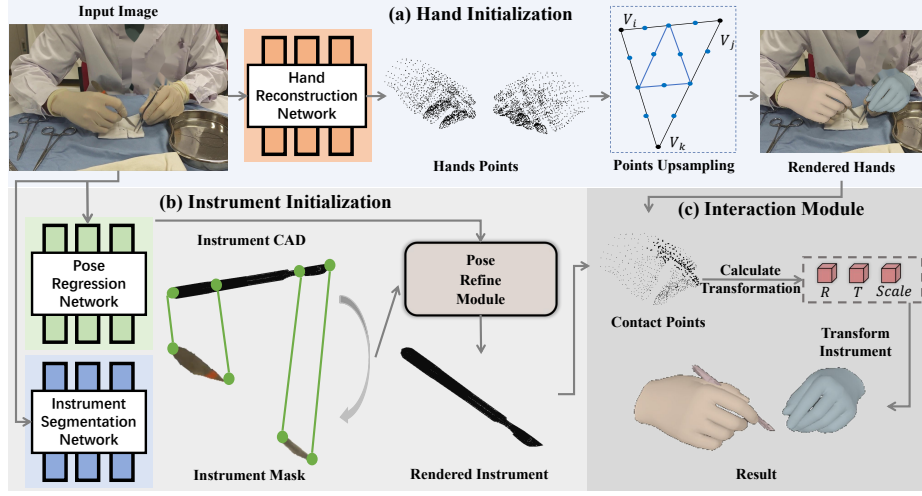 Input Image
(a) Hand Initialization
Hand
Reconstruction
Network
Hands Points
V_i
V_j
V_k
Points Upsampling
Rendered Hands
(b) Instrument Initialization
Pose
Regression
Network
Instrument
Segmentation
Network
Instrument CAD
Instrument Mask
Pose
Refine
Module
Rendered Instrument
(c) Interaction Module
Contact Points
Calculate
Transformation
R T Scale
Transform
Instrument
Result